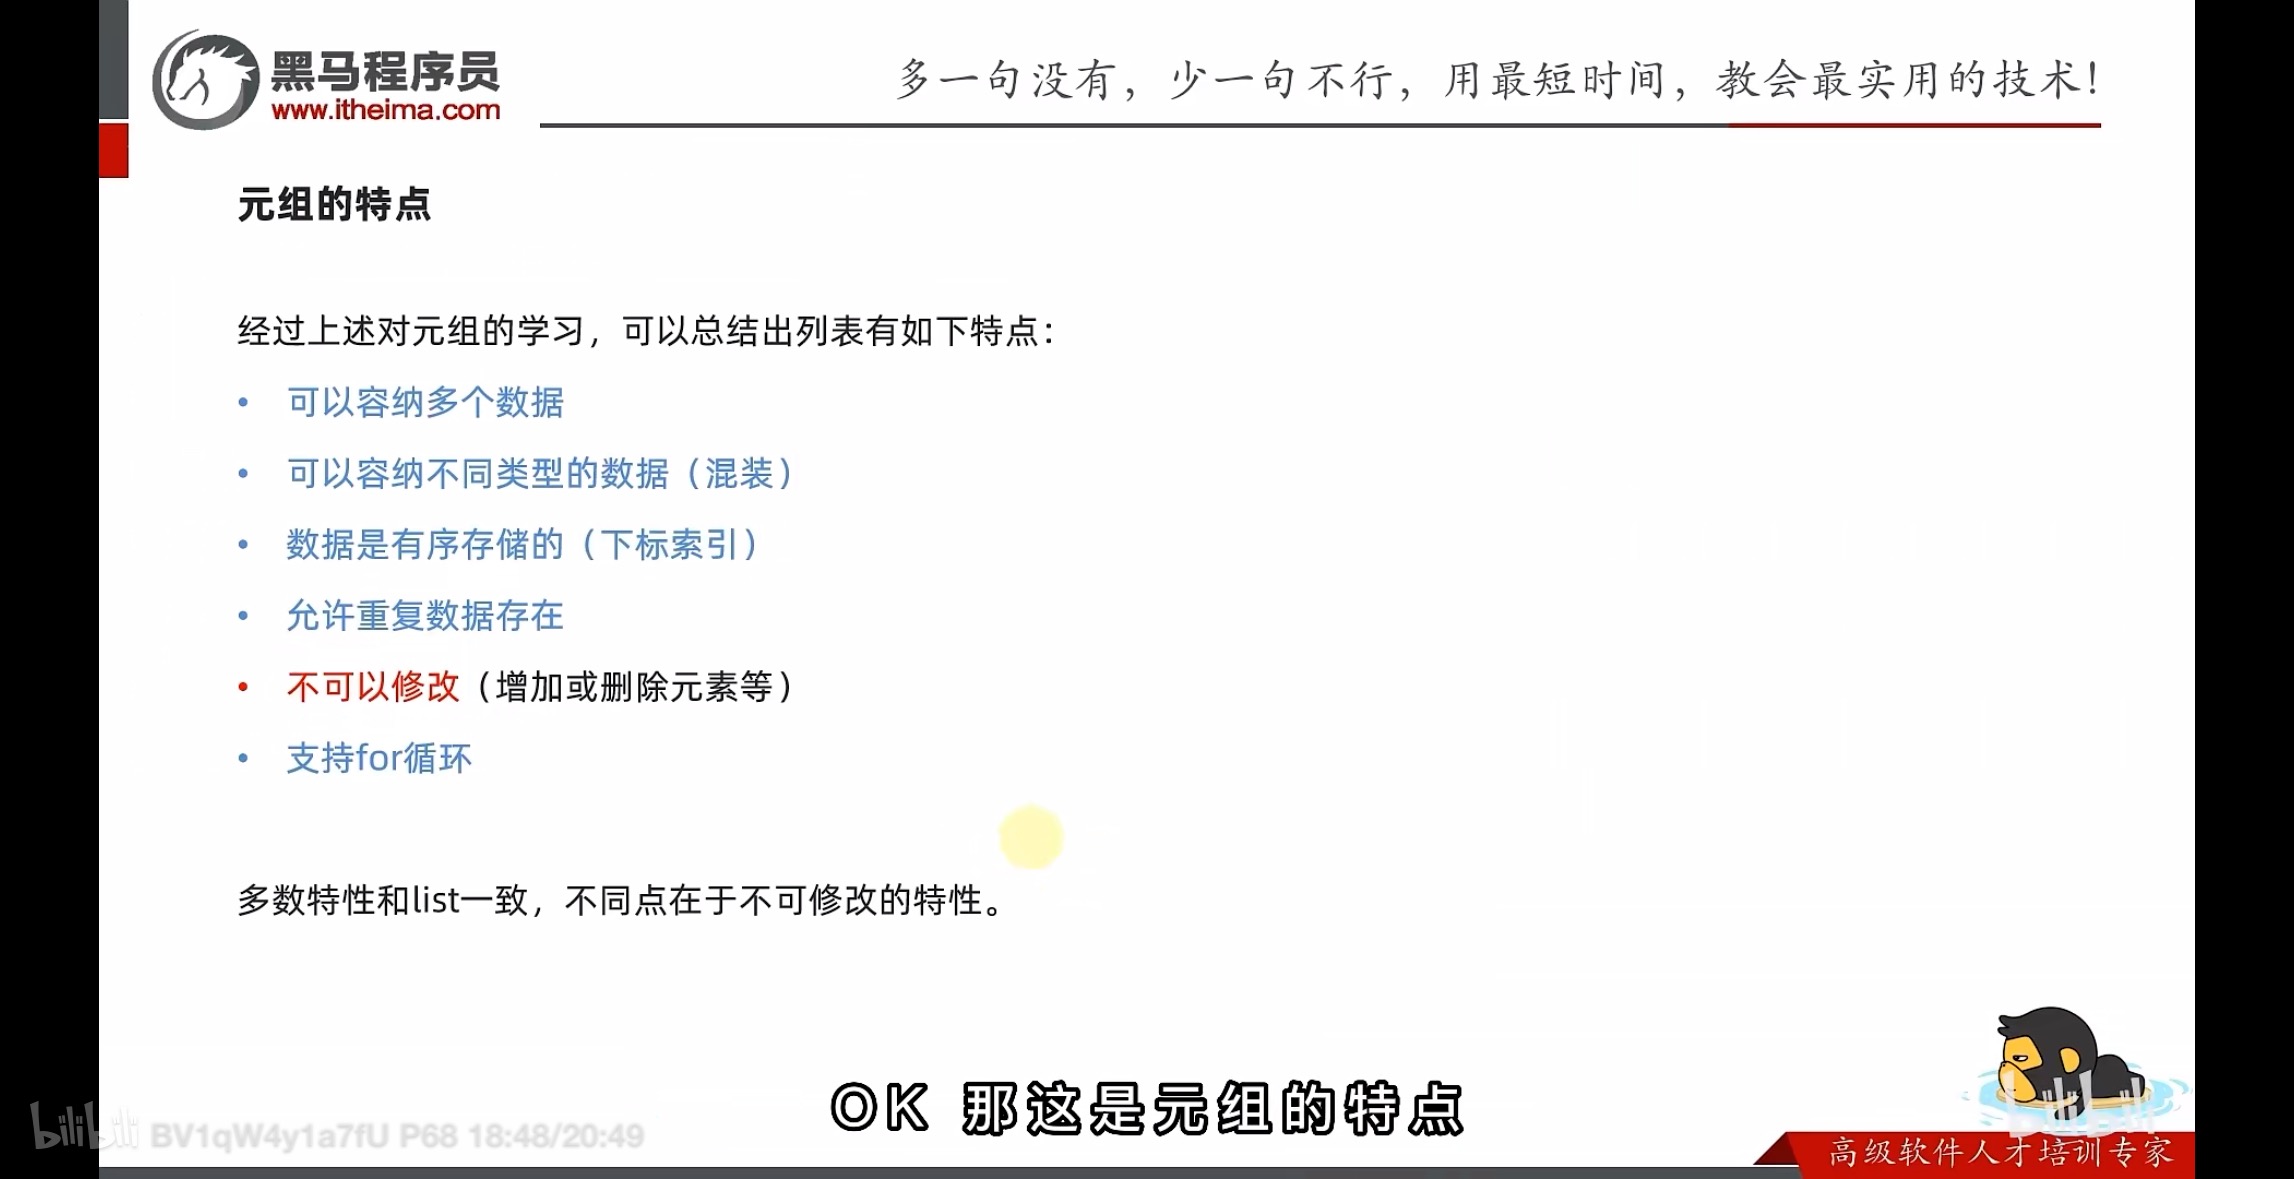 黑马程序员
www.itheima.com
多一句没有，少一句不行，用最短时间，教会最实用的技术！
元组的特点
经过上述对元组的学习，可以总结出列表有如下特点：
• 可以容纳多个数据
• 可以容纳不同类型的数据（混装）
• 数据是有序存储的（下标索引）
• 允许重复数据存在
• 不可以修改（增加或删除元素等）
• 支持for循环
多数特性和list一致，不同点在于不可修改的特性。
OK 那这是元组的特点
bilibili
bilibili BV1qW4y1a7fU P68 18:48/20:49
高级软件人才培训专家